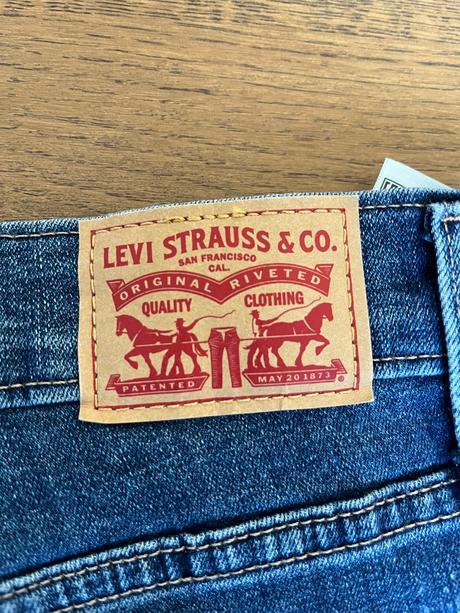 LEVI STRAUSS & CO.
SAN FRANCISCO
CAL.
ORIGINAL RIVETED
QUALITY CLOTHING
PATENTED MAY 20 1873 ®